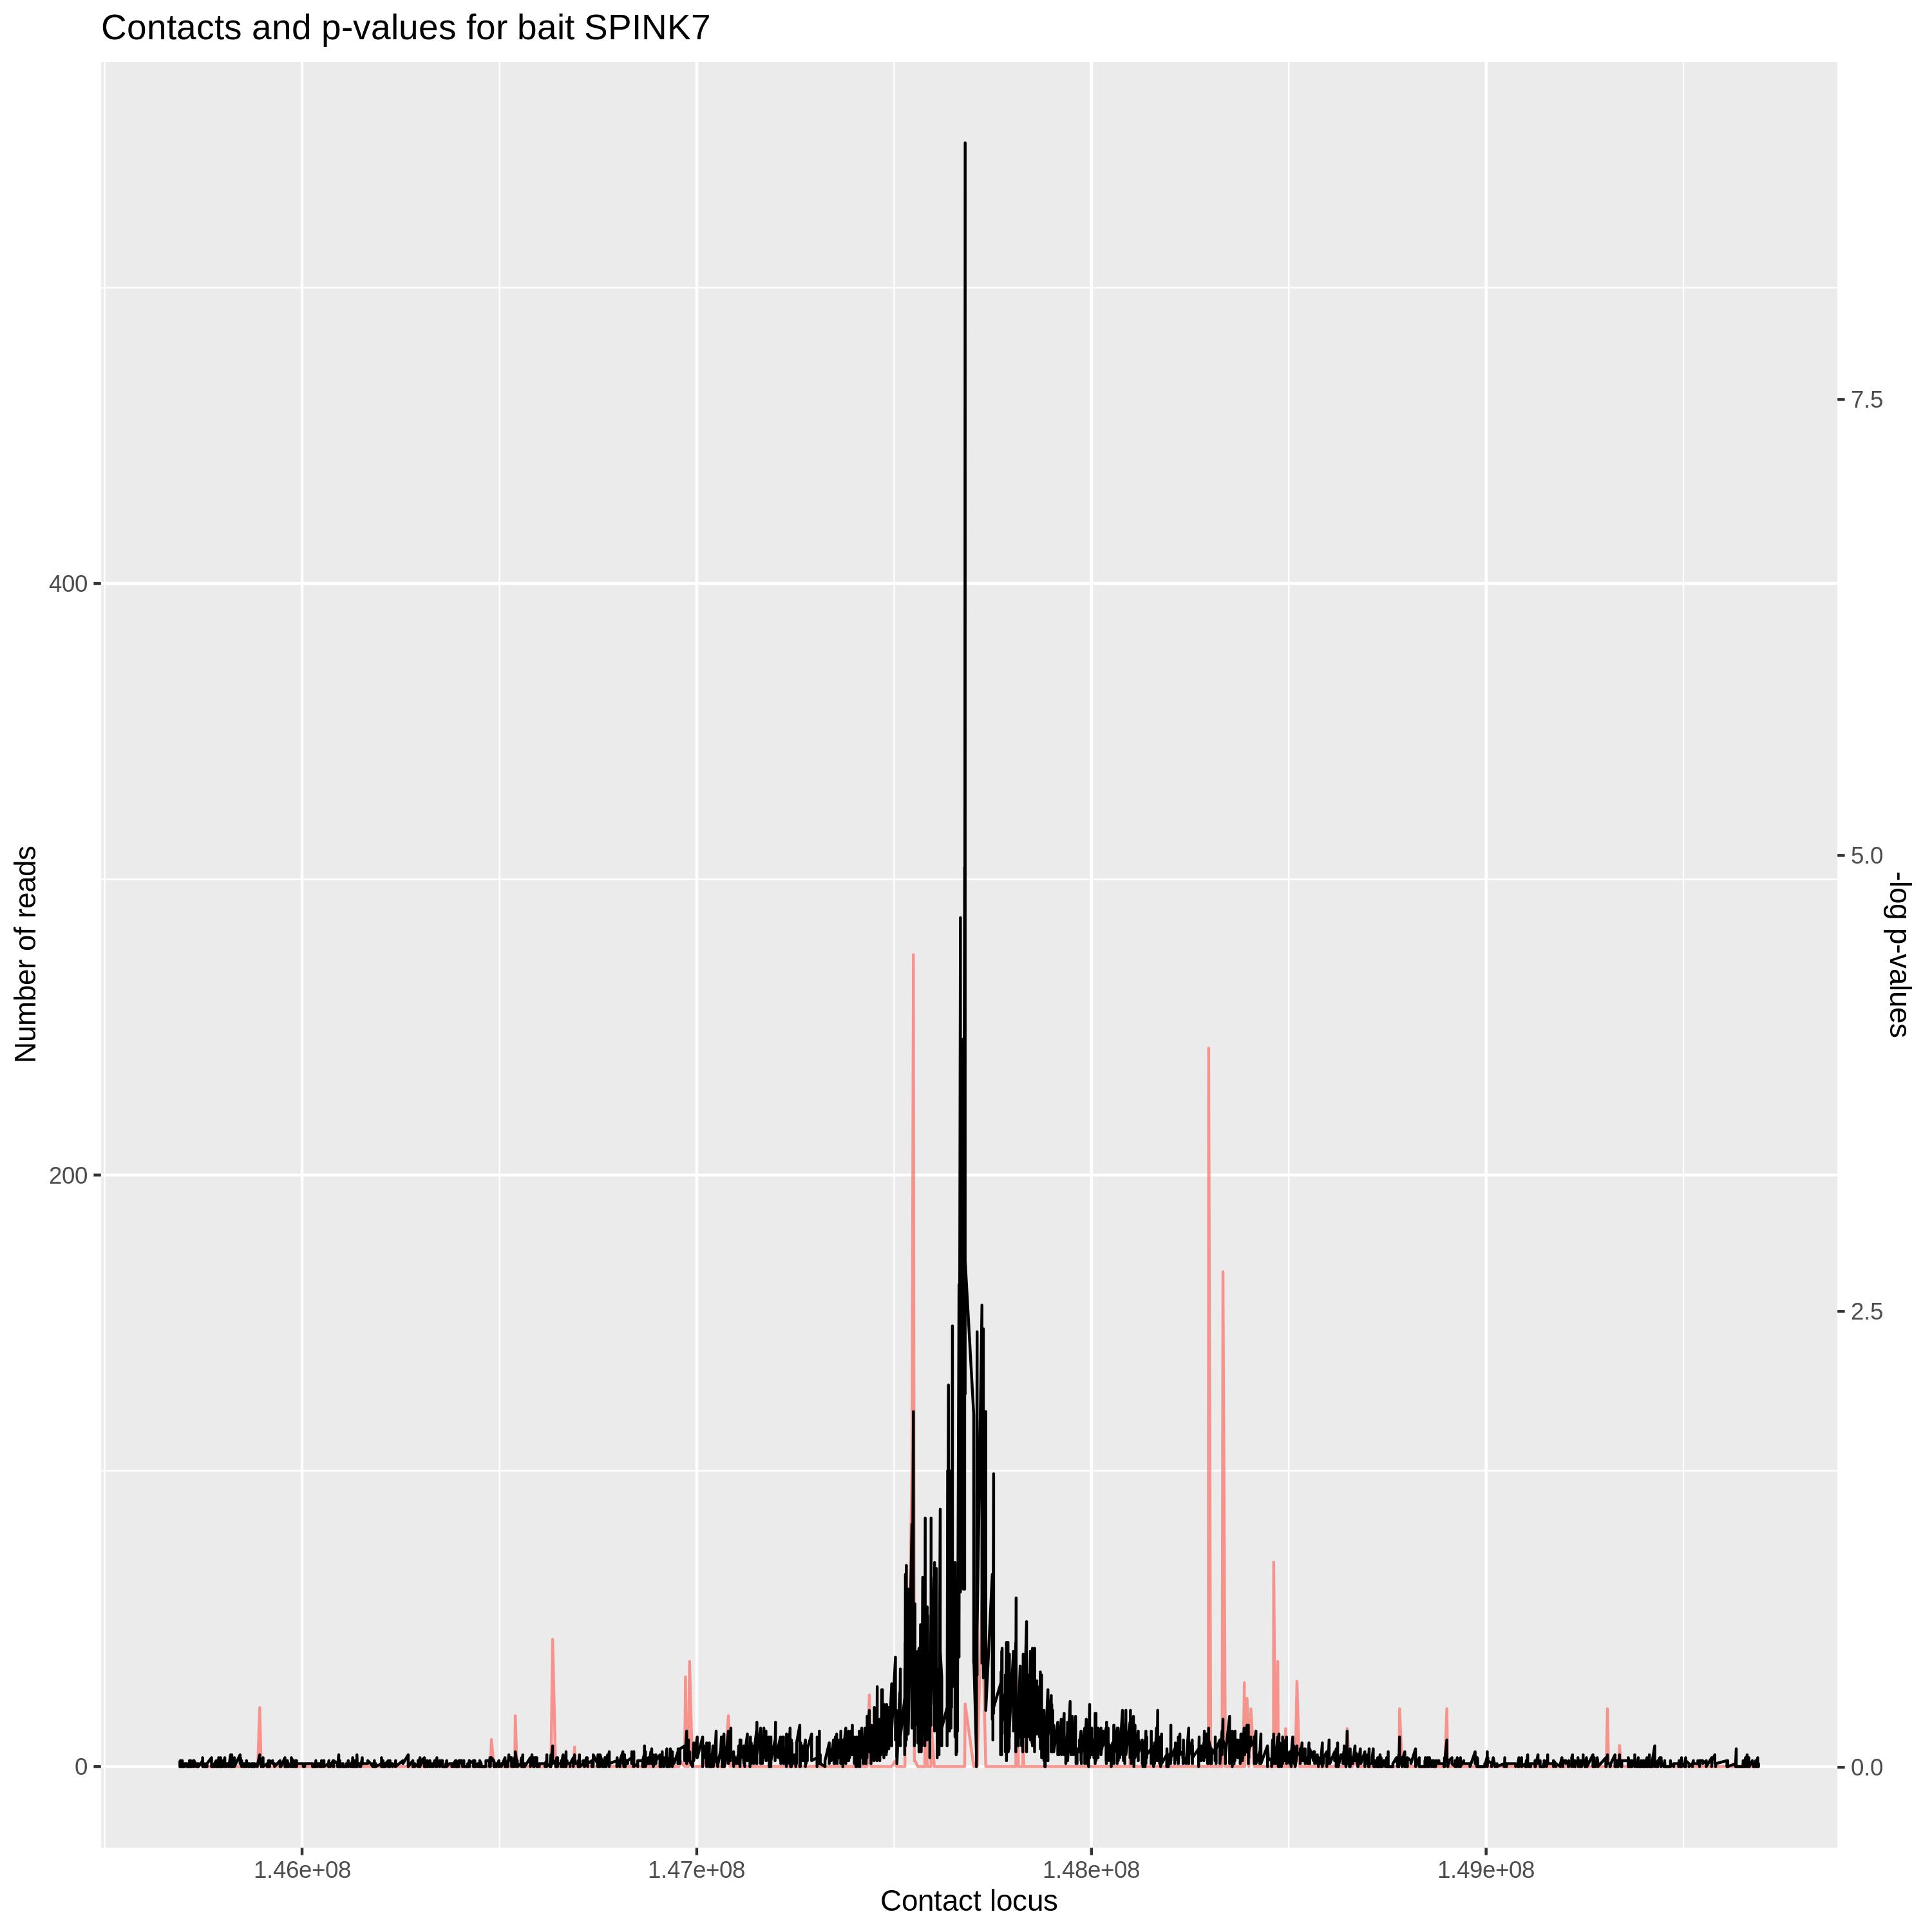 Contacts and p-values for bait SPINK7
Number of reads
400
200
0
7.5
5.0
2.5
0.0
-log p-values
1.46e+08
1.47e+08
1.48e+08
1.49e+08
Contact locus